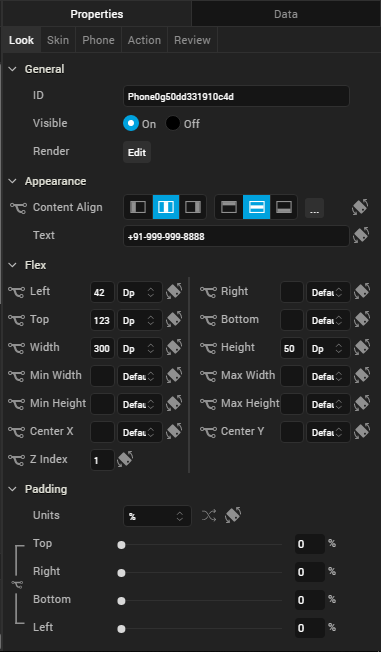 Properties Data
Look Skin Phone Action Review
General
ID Phone0g50dd331910c4d
Visible On Off
Render Edit
Appearance
Content Align ...
Text +91-999-999-8888
Flex
Left 42 Dp Right Defau
Top 123 Dp Bottom Defau
Width 300 Dp Height 50 Dp
Min Width Defau Max Width Defau
Min Height Defau Max Height Defau
Center X Defau Center Y Defau
Z Index 1
Padding
Units %
Top 0 %
Right 0 %
Bottom 0 %
Left 0 %